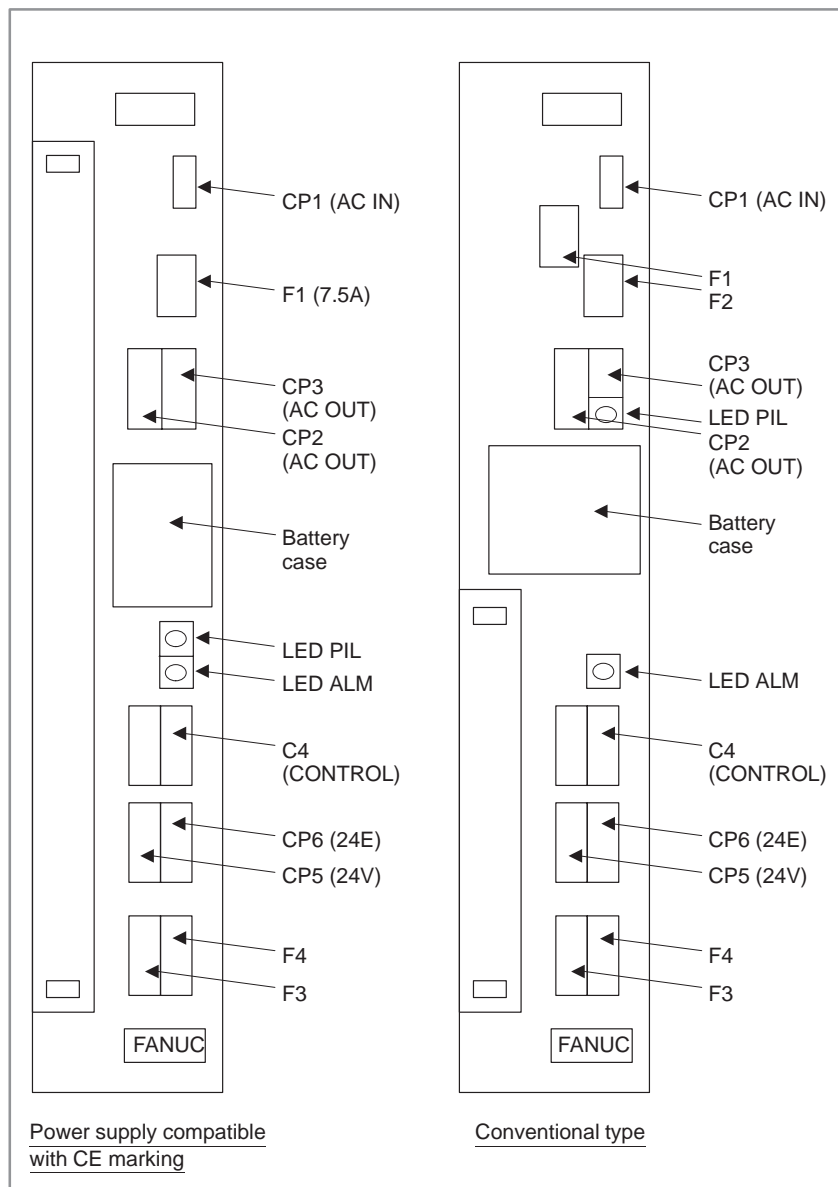 CP1 (AC IN)
F1 (7.5A)
CP3
(AC OUT)
CP2
(AC OUT)
Battery
case
LED PIL
LED ALM
C4
(CONTROL)
CP6 (24E)
CP5 (24V)
F4
F3
FANUC
Power supply compatible
with CE marking
CP1 (AC IN)
F1
F2
CP3
(AC OUT)
LED PIL
CP2
(AC OUT)
Battery
case
LED ALM
C4
(CONTROL)
CP6 (24E)
CP5 (24V)
F4
F3
FANUC
Conventional type